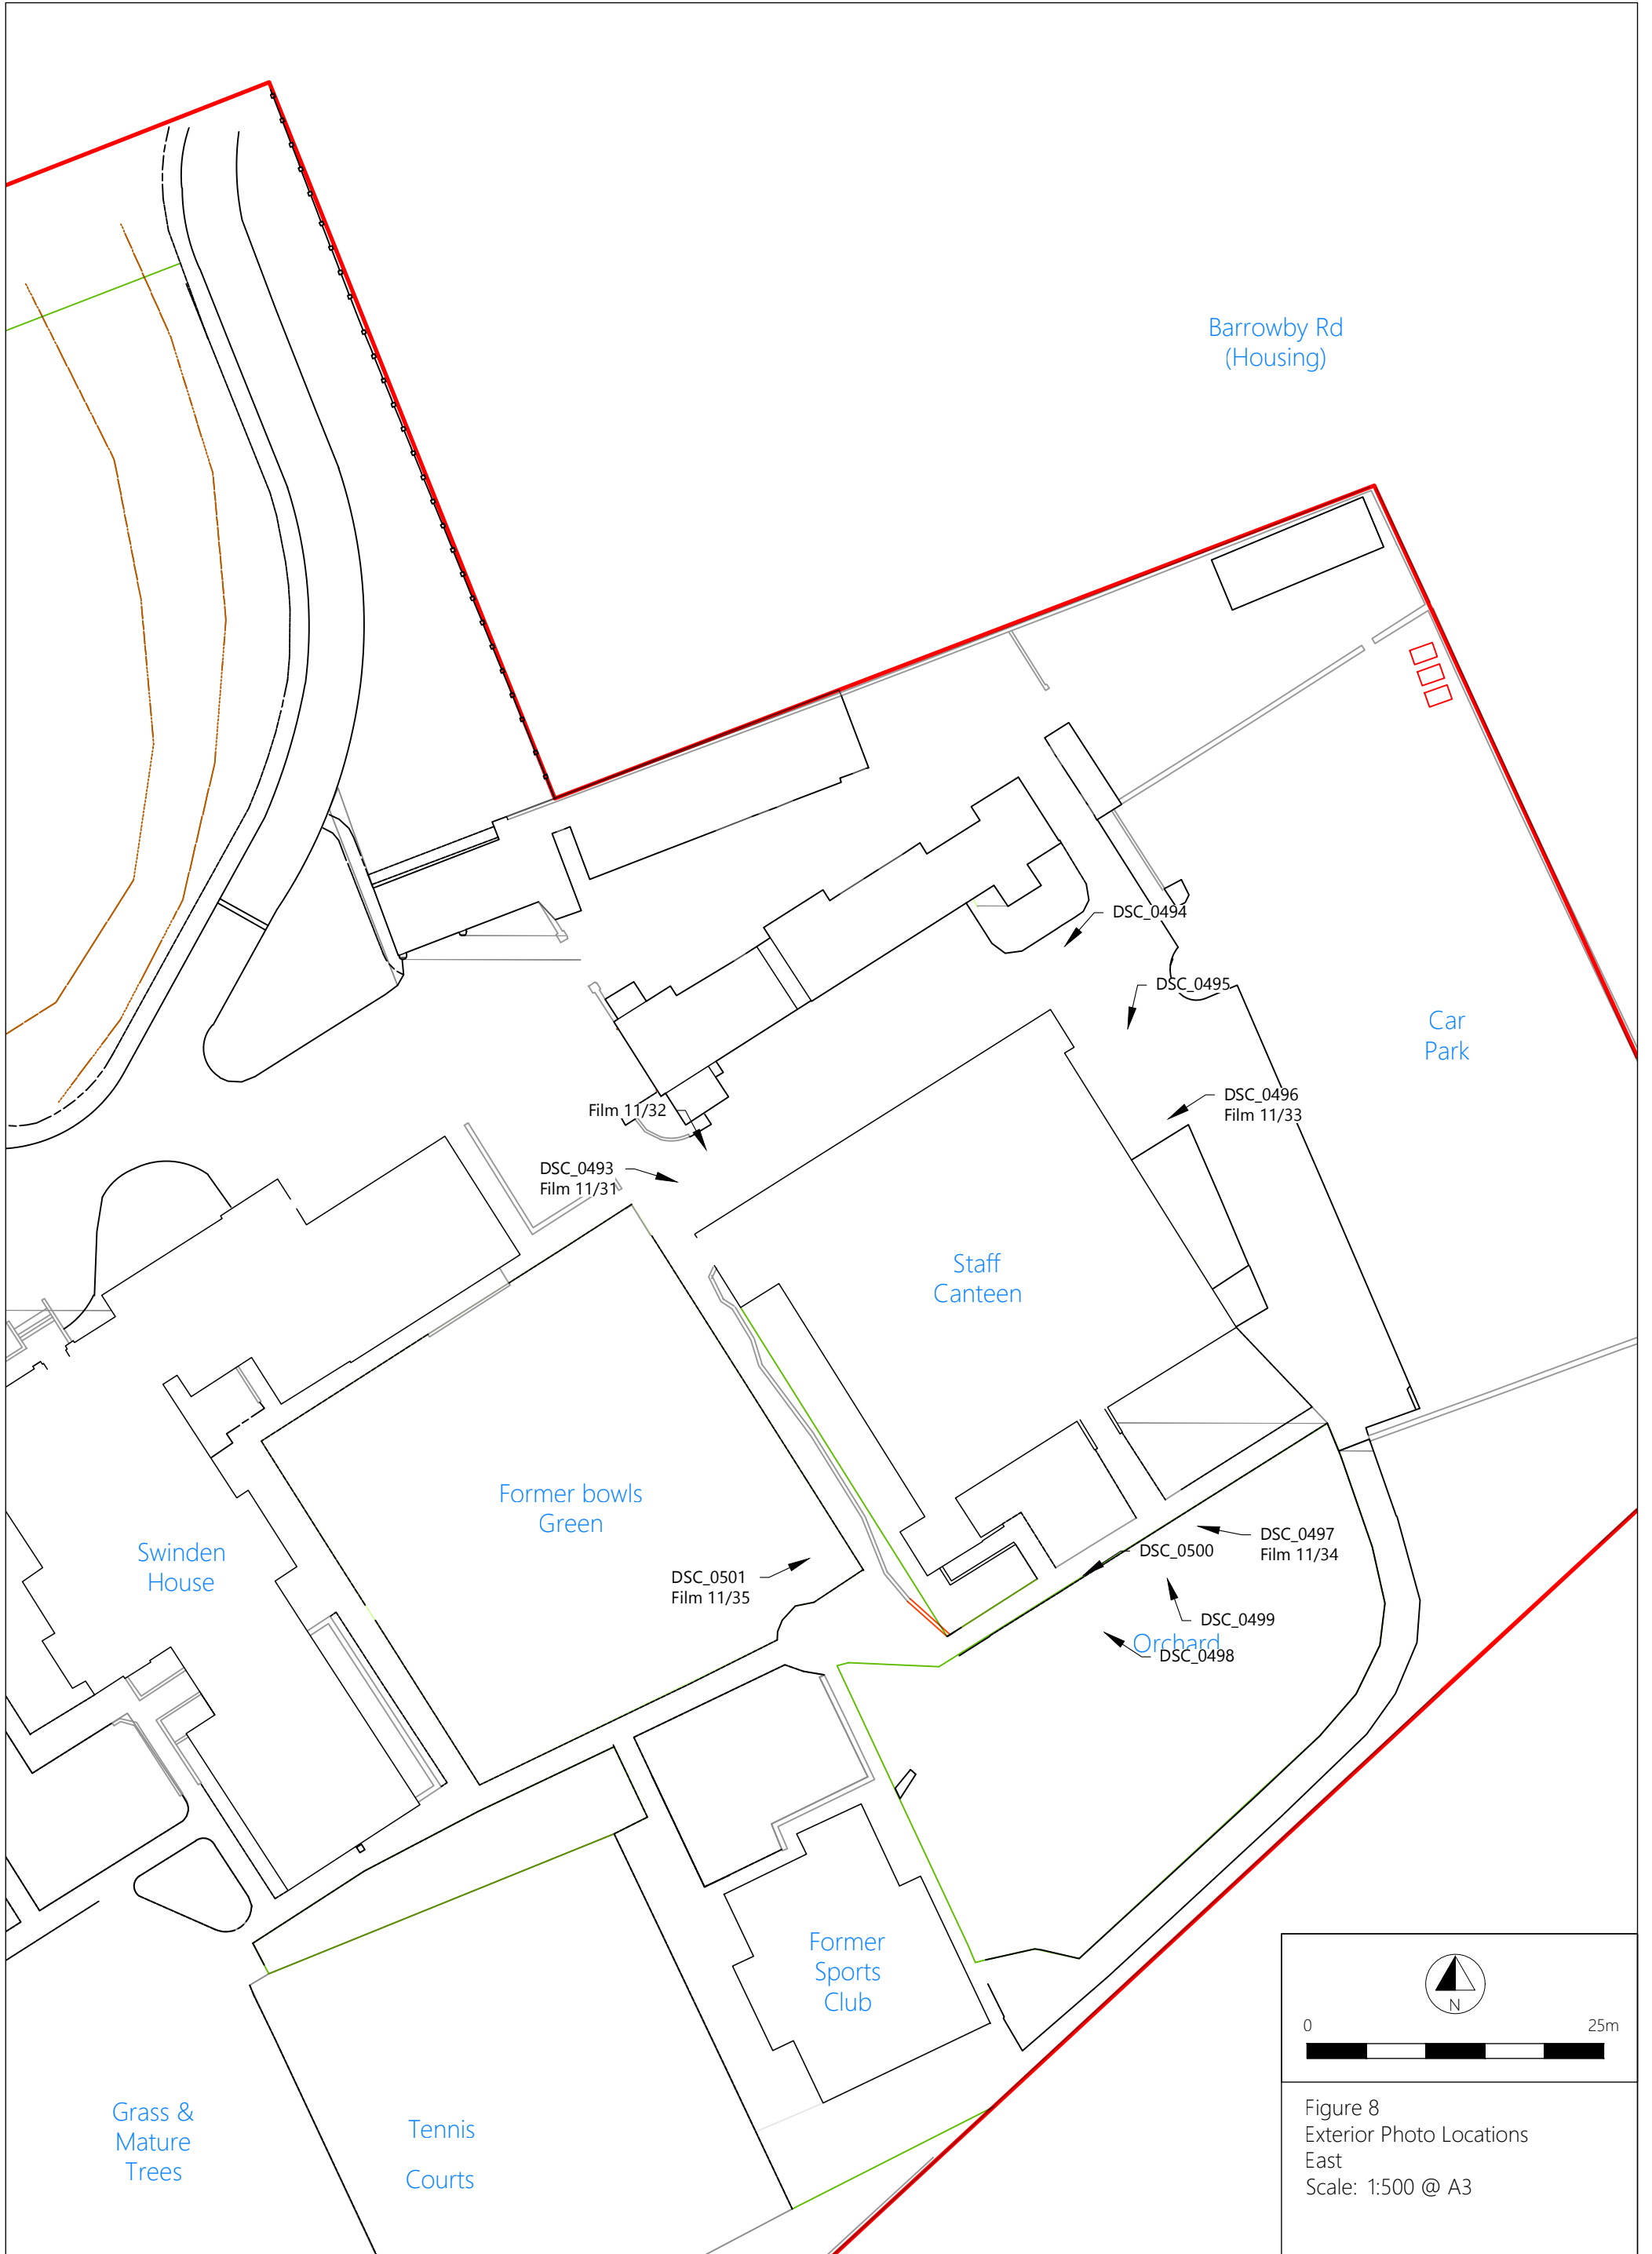 Barrowby Rd
(Housing)
DSC_0494
DSC_0495
Car
Park
DSC_0496
Film 11/33
Film 11/32
DSC_0493
Film 11/31
Staff
Canteen
Former bowls
Green
Swinden
House
DSC_0497
Film 11/34
DSC_0500
DSC_0501
Film 11/35
DSC_0499
Orchard
DSC_0498
Former
Sports
Club
Grass &
Mature
Trees
Tennis
Courts
N
0
25m
Figure 8
Exterior Photo Locations
East
Scale: 1:500 @ A3